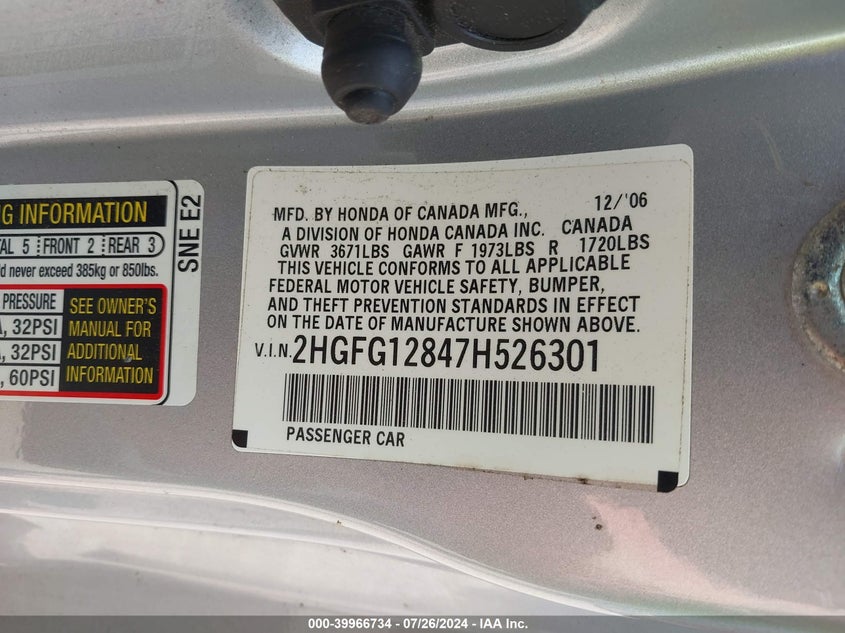 NG INFORMATION
TAL 5 FRONT 2 REAR 3
d never exceed 385kg or 850lbs.
PRESSURE
, 32PSI
, 32PSI
, 60PSI
SEE OWNER'S
MANUAL FOR
ADDITIONAL
INFORMATION
SNE E2
12/'06
MFD. BY HONDA OF CANADA MFG.,
A DIVISION OF HONDA CANADA INC. CANADA
GVWR 3671LBS GAWR F 1973LBS R 1720LBS
THIS VEHICLE CONFORMS TO ALL APPLICABLE
FEDERAL MOTOR VEHICLE SAFETY, BUMPER,
AND THEFT PREVENTION STANDARDS IN EFFECT
ON THE DATE OF MANUFACTURE SHOWN ABOVE.
V.I.N. 2HGFG12847H526301
PASSENGER CAR
000-39966734 - 07/26/2024 - IAA Inc.